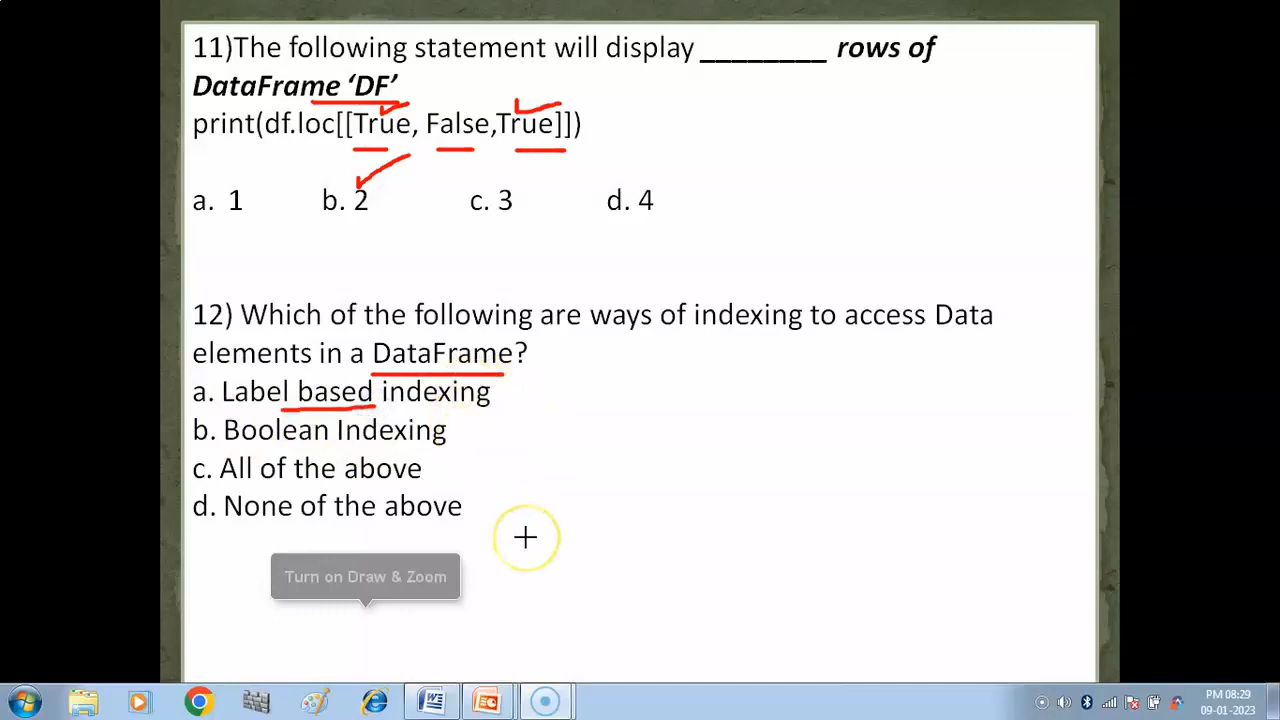 11)The following statement will display ________ rows of
DataFrame ‘DF’
print(df.loc[[True, False,True]])
a. 1 b. 2 c. 3 d. 4
12) Which of the following are ways of indexing to access Data
elements in a DataFrame?
a. Label based indexing
b. Boolean Indexing
c. All of the above
d. None of the above
Turn on Draw & Zoom
PM 08:29
09-01-2023